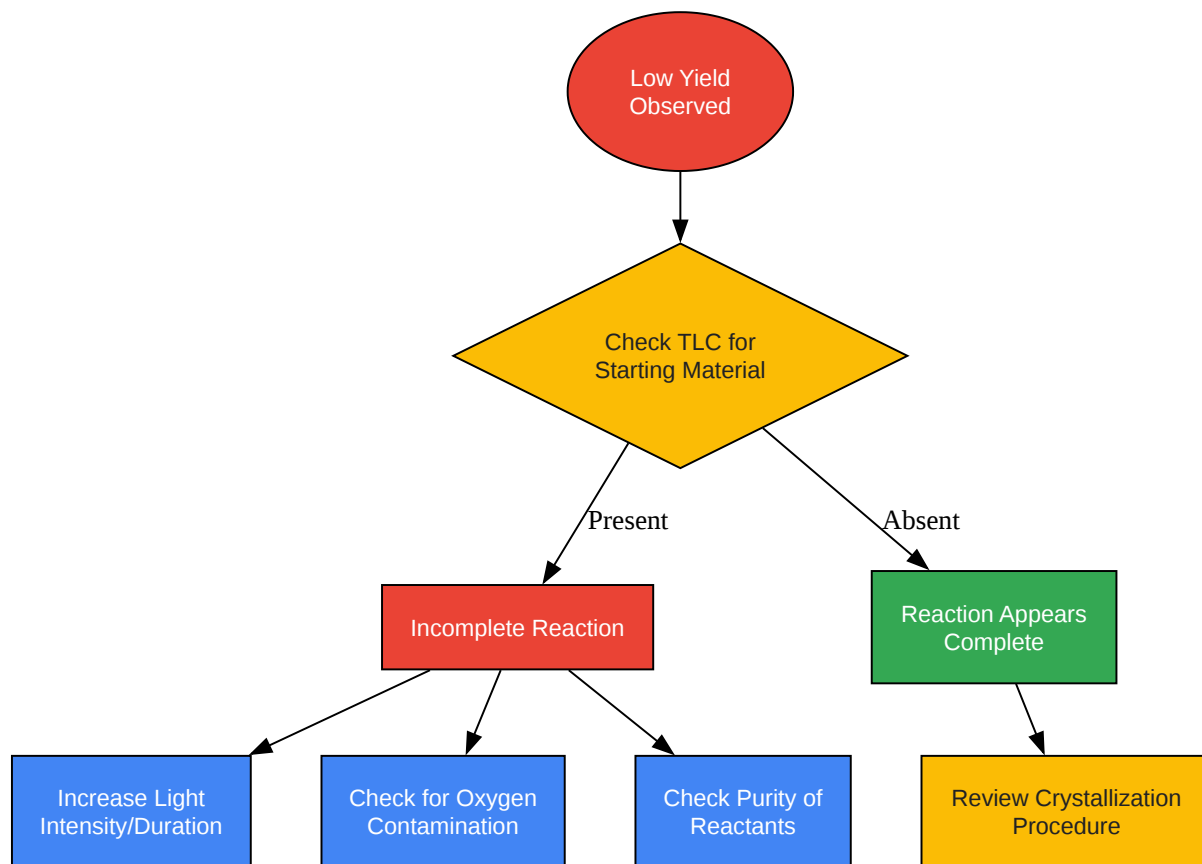 Low Yield
Observed
Check TLC for
Starting Material
Present
Absent
Incomplete Reaction
Reaction Appears
Complete
Increase Light
Intensity/Duration
Check for Oxygen
Contamination
Check Purity of
Reactants
Review Crystallization
Procedure